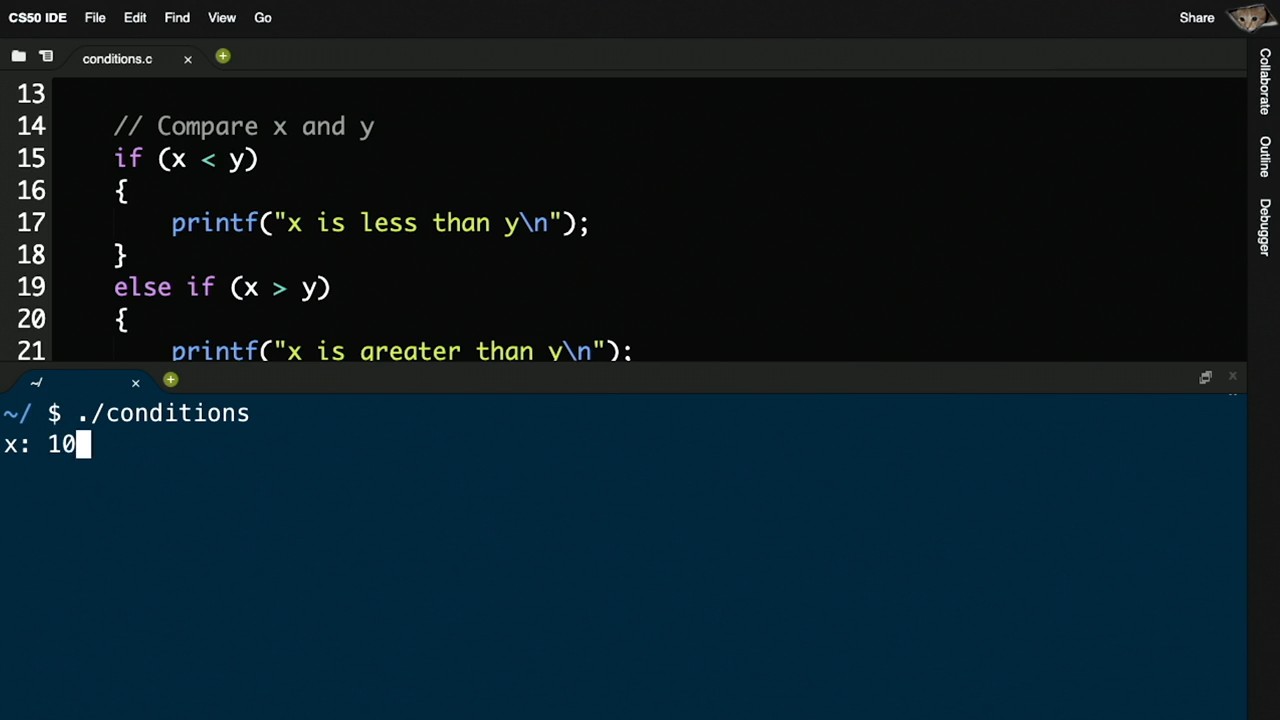 CS50 IDE File Edit Find View Go Share
conditions.c
13
14 // Compare x and y
15 if (x < y)
16 {
17 printf("x is less than y\n");
18 }
19 else if (x > y)
20 {
21 printf("x is greater than y\n");
~/
~/ $ ./conditions
x: 10
Collaborate
Outline
Debugger